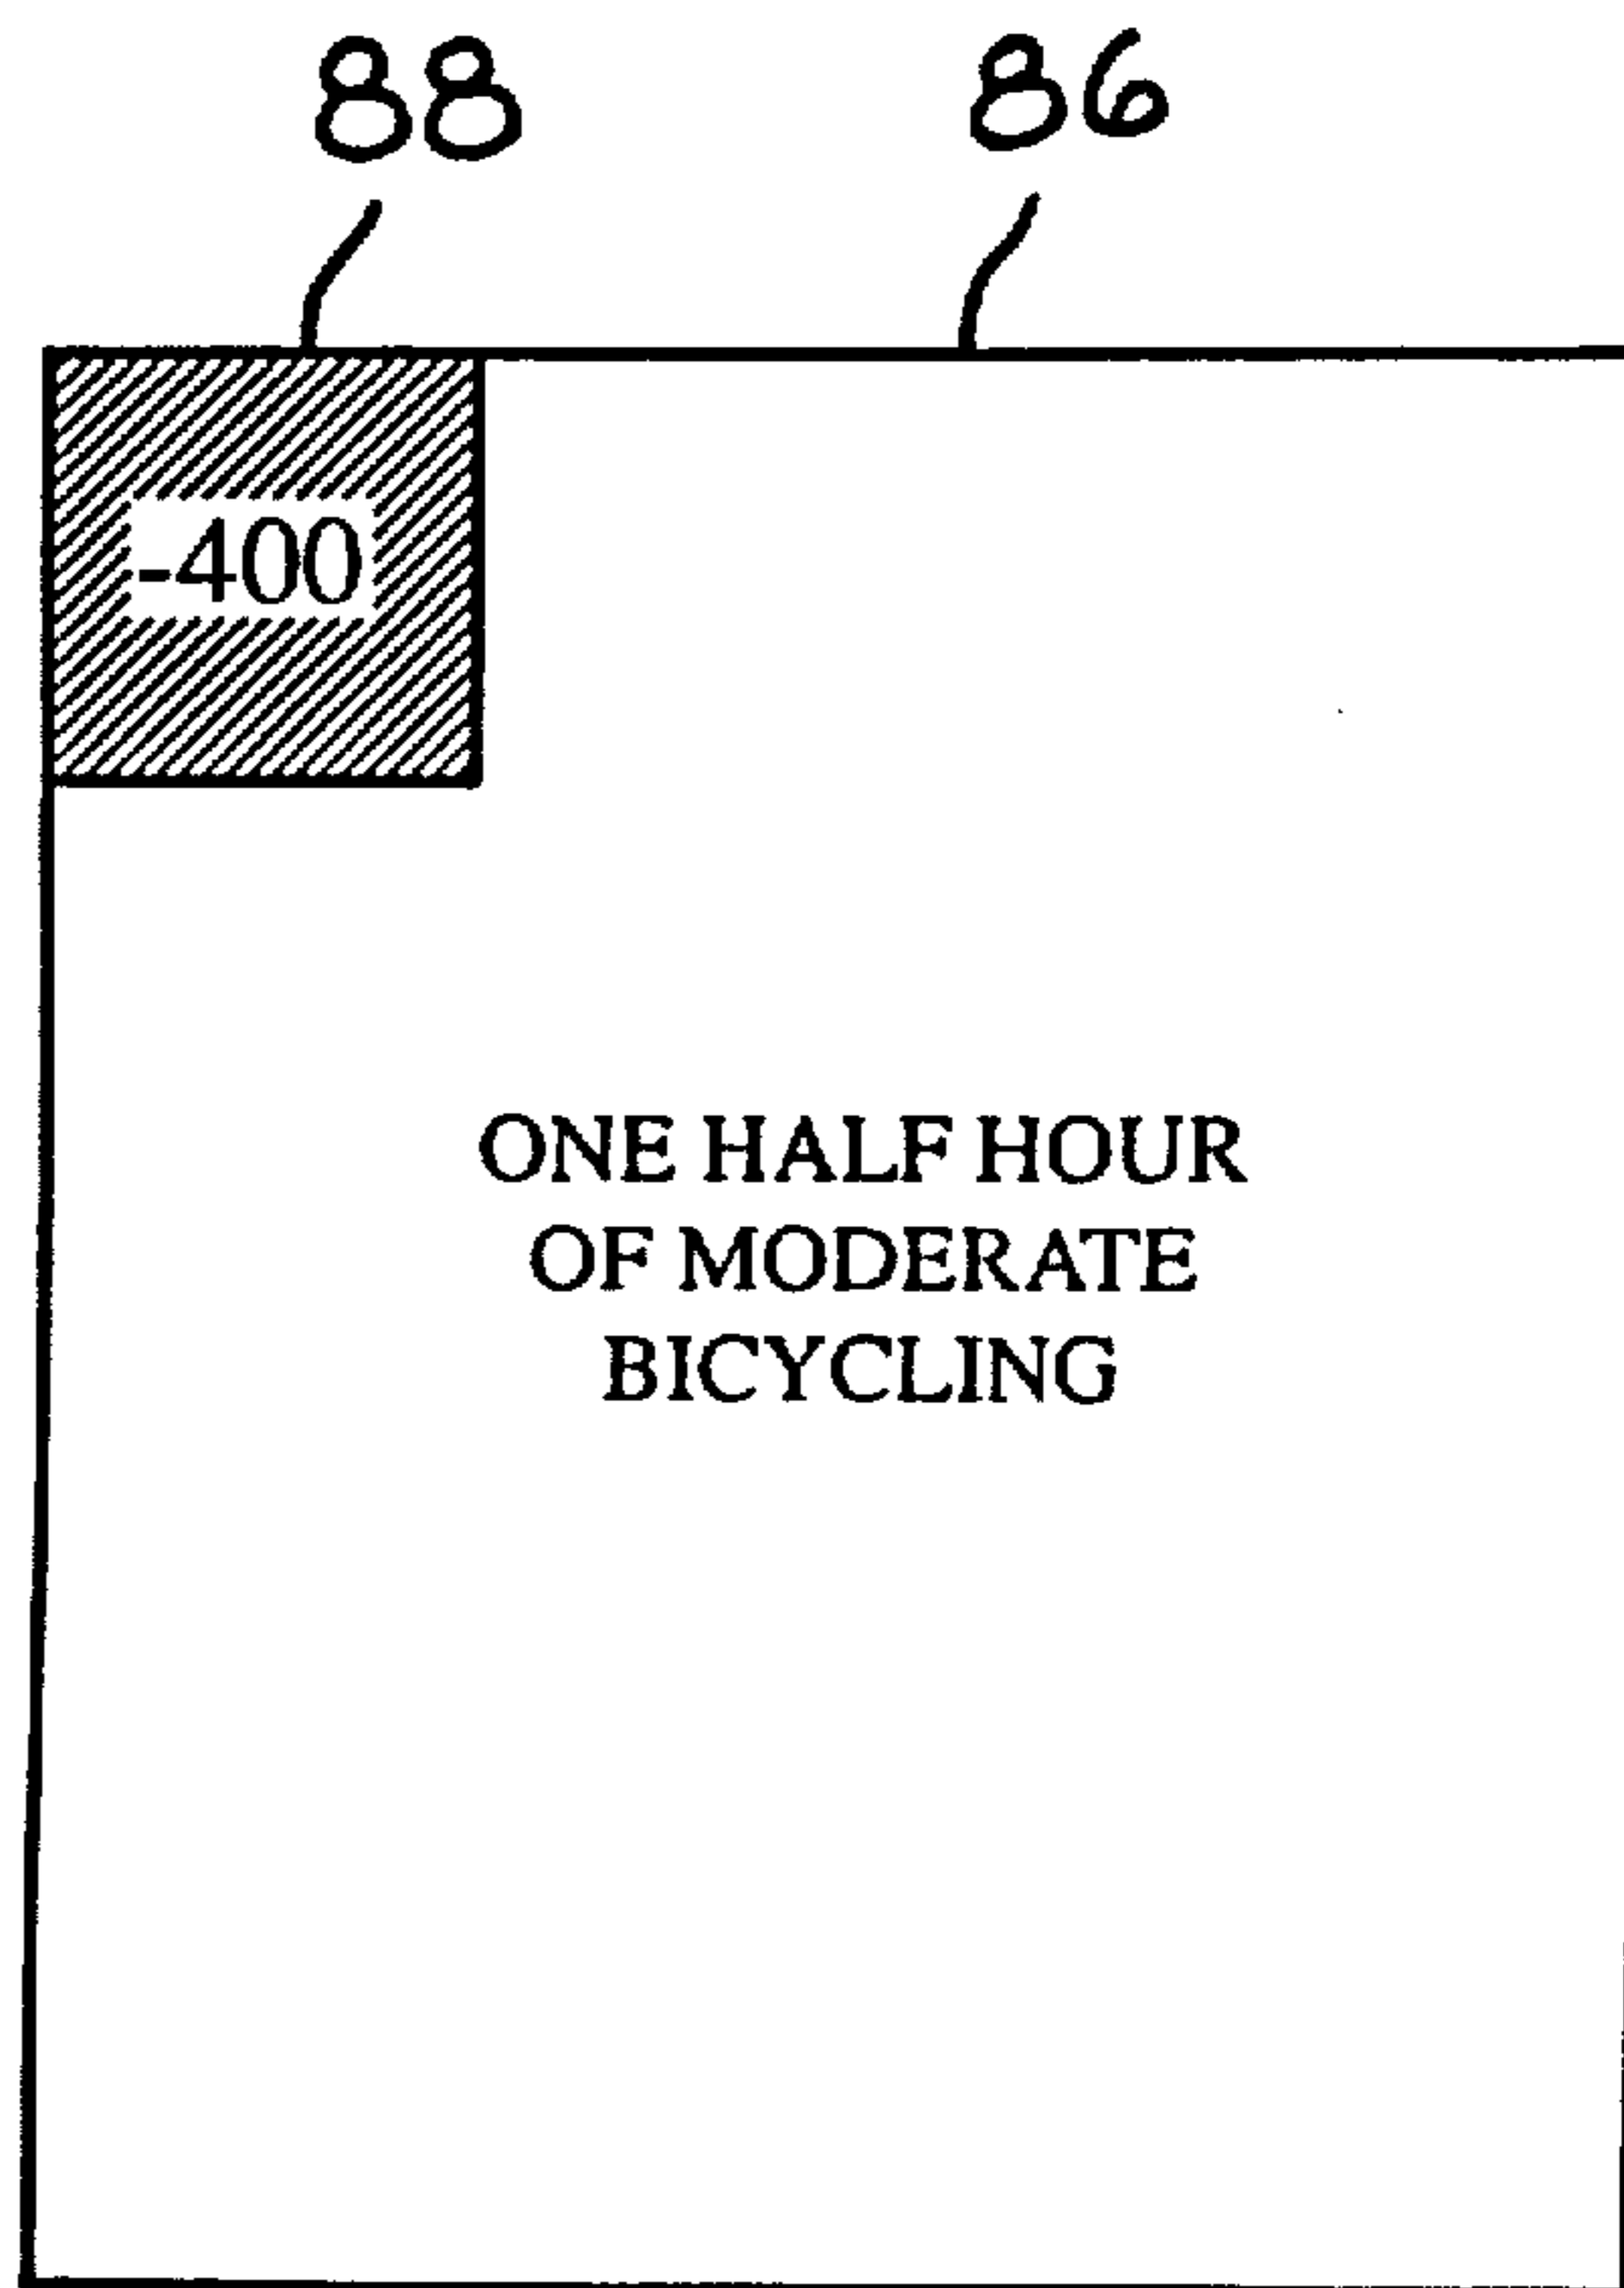 88 86
-400
ONE HALF HOUR
OF MODERATE
BICYCLING